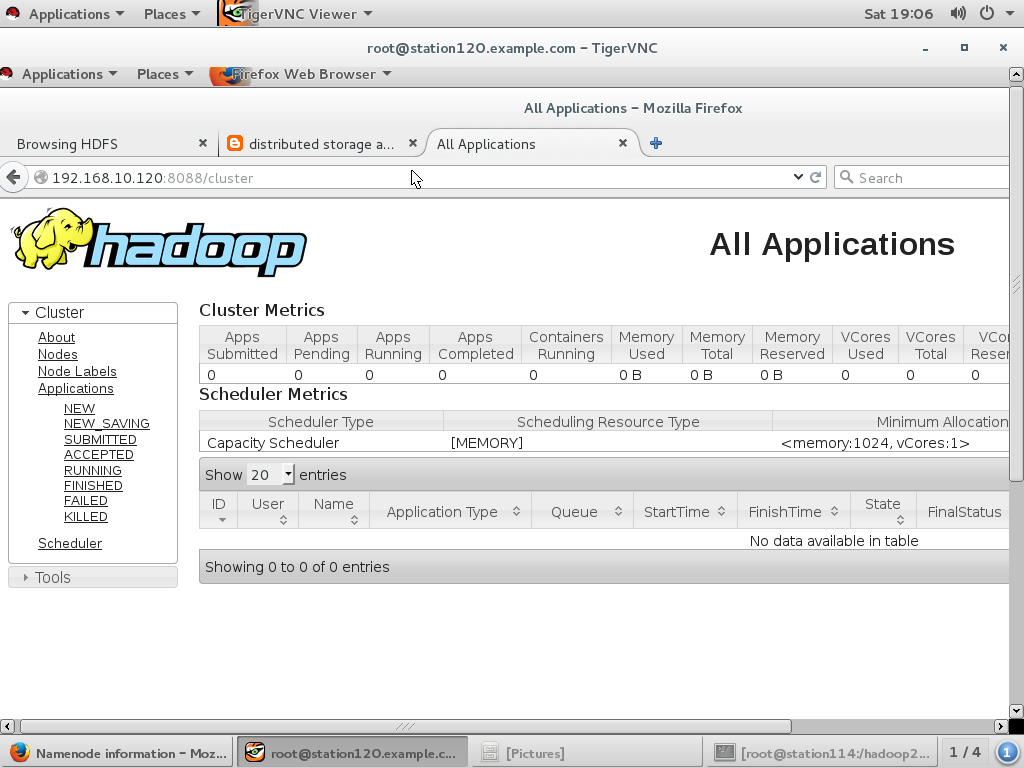 Applications Places TigerVNC Viewer Sat 19:06
root@station120.example.com - TigerVNC
Applications Places Firefox Web Browser
All Applications - Mozilla Firefox
Browsing HDFS distributed storage a... All Applications
192.168.10.120:8088/cluster Search
hadoop All Applications
Cluster
About
Nodes
Node Labels
Applications
NEW
NEW_SAVING
SUBMITTED
ACCEPTED
RUNNING
FINISHED
FAILED
KILLED
Scheduler
Tools
Cluster Metrics
Apps Submitted Apps Pending Apps Running Apps Completed Containers Running Memory Used Memory Total Memory Reserved VCores Used VCores Total VCor Reser
0 0 0 0 0 0 B 0 B 0 B 0 0 0
Scheduler Metrics
Scheduler Type Scheduling Resource Type Minimum Allocation
Capacity Scheduler [MEMORY] <memory:1024, vCores:1>
Show 20 entries
ID User Name Application Type Queue StartTime FinishTime State FinalStatus
No data available in table
Showing 0 to 0 of 0 entries
Namenode information - Moz... root@station120.example.c... [Pictures] [root@station114:/hadoop2... 1 / 4 1